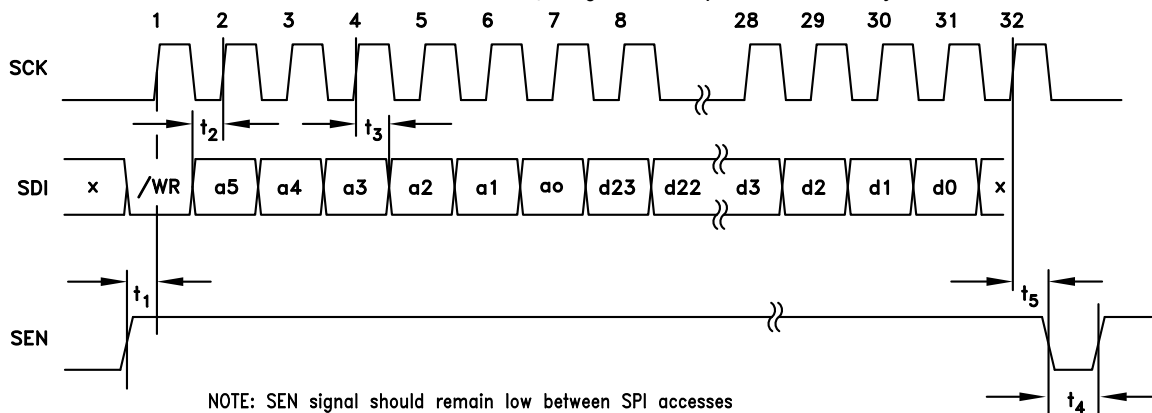 1 2 3 4 5 6 7 8 28 29 30 31 32
SCK
t2 t3
SDI x /WR a5 a4 a3 a2 a1 ao d23 d22 d3 d2 d1 d0 x
t1 t5
SEN
NOTE: SEN signal should remain low between SPI accesses
t4